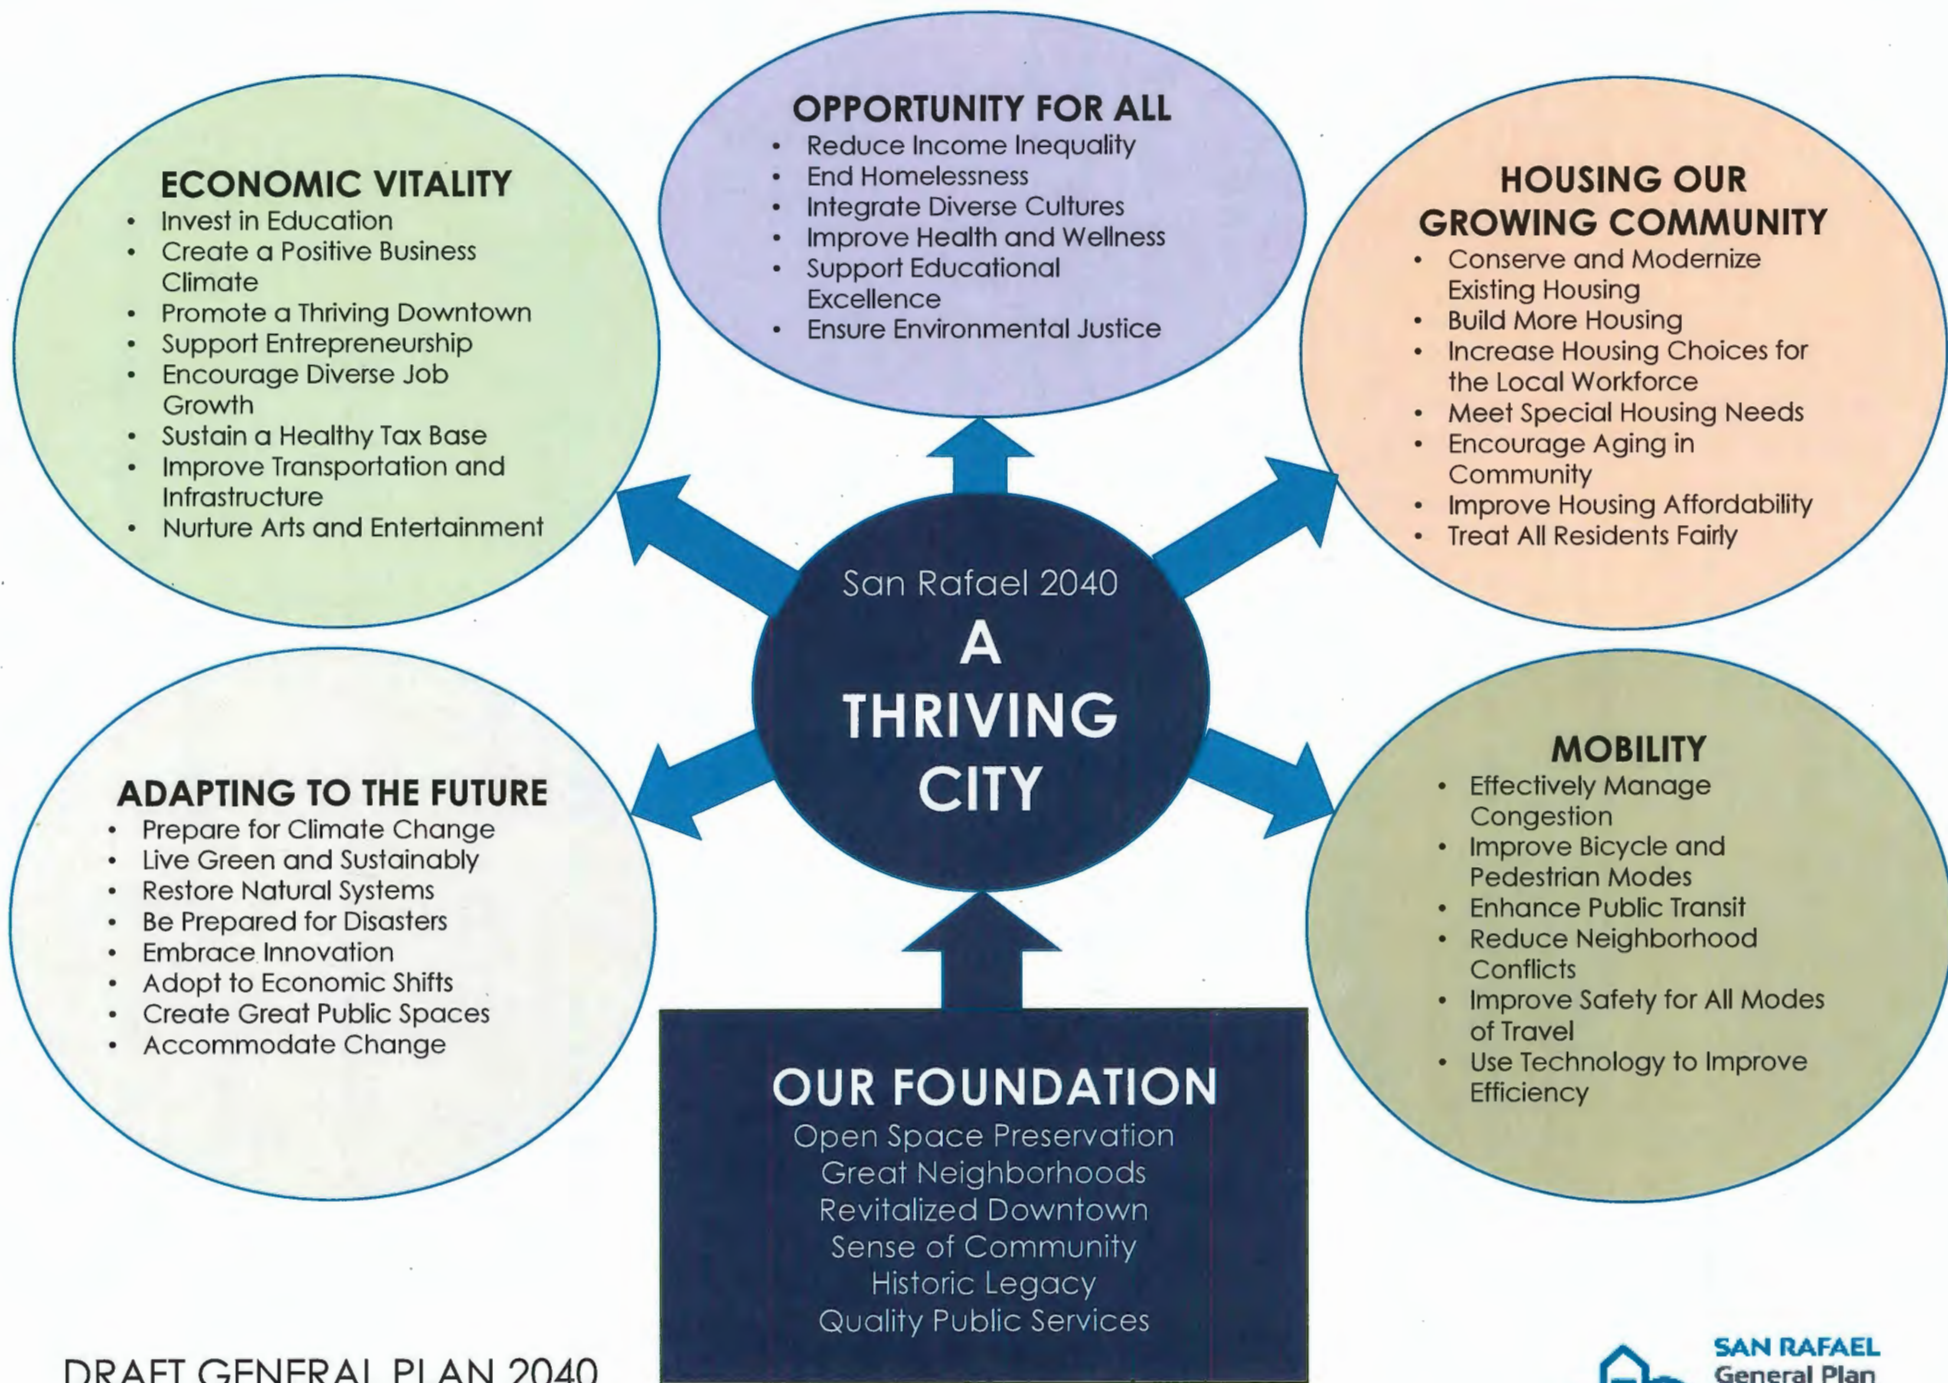 OPPORTUNITY FOR ALL
• Reduce Income Inequality
• End Homelessness
• Integrate Diverse Cultures
• Improve Health and Wellness
• Support Educational
Excellence
• Ensure Environmental Justice
ECONOMIC VITALITY
• Invest in Education
• Create a Positive Business
Climate
• Promote a Thriving Downtown
• Support Entrepreneurship
• Encourage Diverse Job
Growth
• Sustain a Healthy Tax Base
• Improve Transportation and
Infrastructure
• Nurture Arts and Entertainment
HOUSING OUR
GROWING COMMUNITY
• Conserve and Modernize
Existing Housing
• Build More Housing
• Increase Housing Choices for
the Local Workforce
• Meet Special Housing Needs
• Encourage Aging in
Community
• Improve Housing Affordability
• Treat All Residents Fairly
San Rafael 2040
A
THRIVING
CITY
ADAPTING TO THE FUTURE
• Prepare for Climate Change
• Live Green and Sustainably
• Restore Natural Systems
• Be Prepared for Disasters
• Embrace Innovation
• Adopt to Economic Shifts
• Create Great Public Spaces
• Accommodate Change
MOBILITY
• Effectively Manage
Congestion
• Improve Bicycle and
Pedestrian Modes
• Enhance Public Transit
• Reduce Neighborhood
Conflicts
• Improve Safety for All Modes
of Travel
• Use Technology to Improve
Efficiency
OUR FOUNDATION
Open Space Preservation
Great Neighborhoods
Revitalized Downtown
Sense of Community
Historic Legacy
Quality Public Services
DRAFT GENERAL PLAN 2040
SAN RAFAEL
General Plan